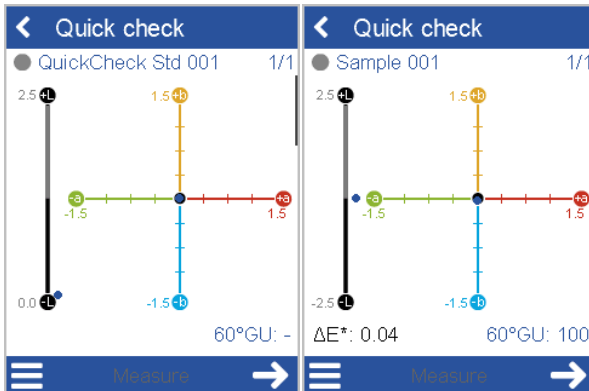 Quick check
QuickCheck Std 001 1/1
2.5 +L
1.5 +b
-a +a
-1.5 1.5
0.0 -L
-1.5 -b
60°GU: -
Measure
Quick check
Sample 001 1/1
2.5 +L
1.5 +b
-a +a
-1.5 1.5
-2.5 -L
-1.5 -b
ΔE*: 0.04 60°GU: 100
Measure